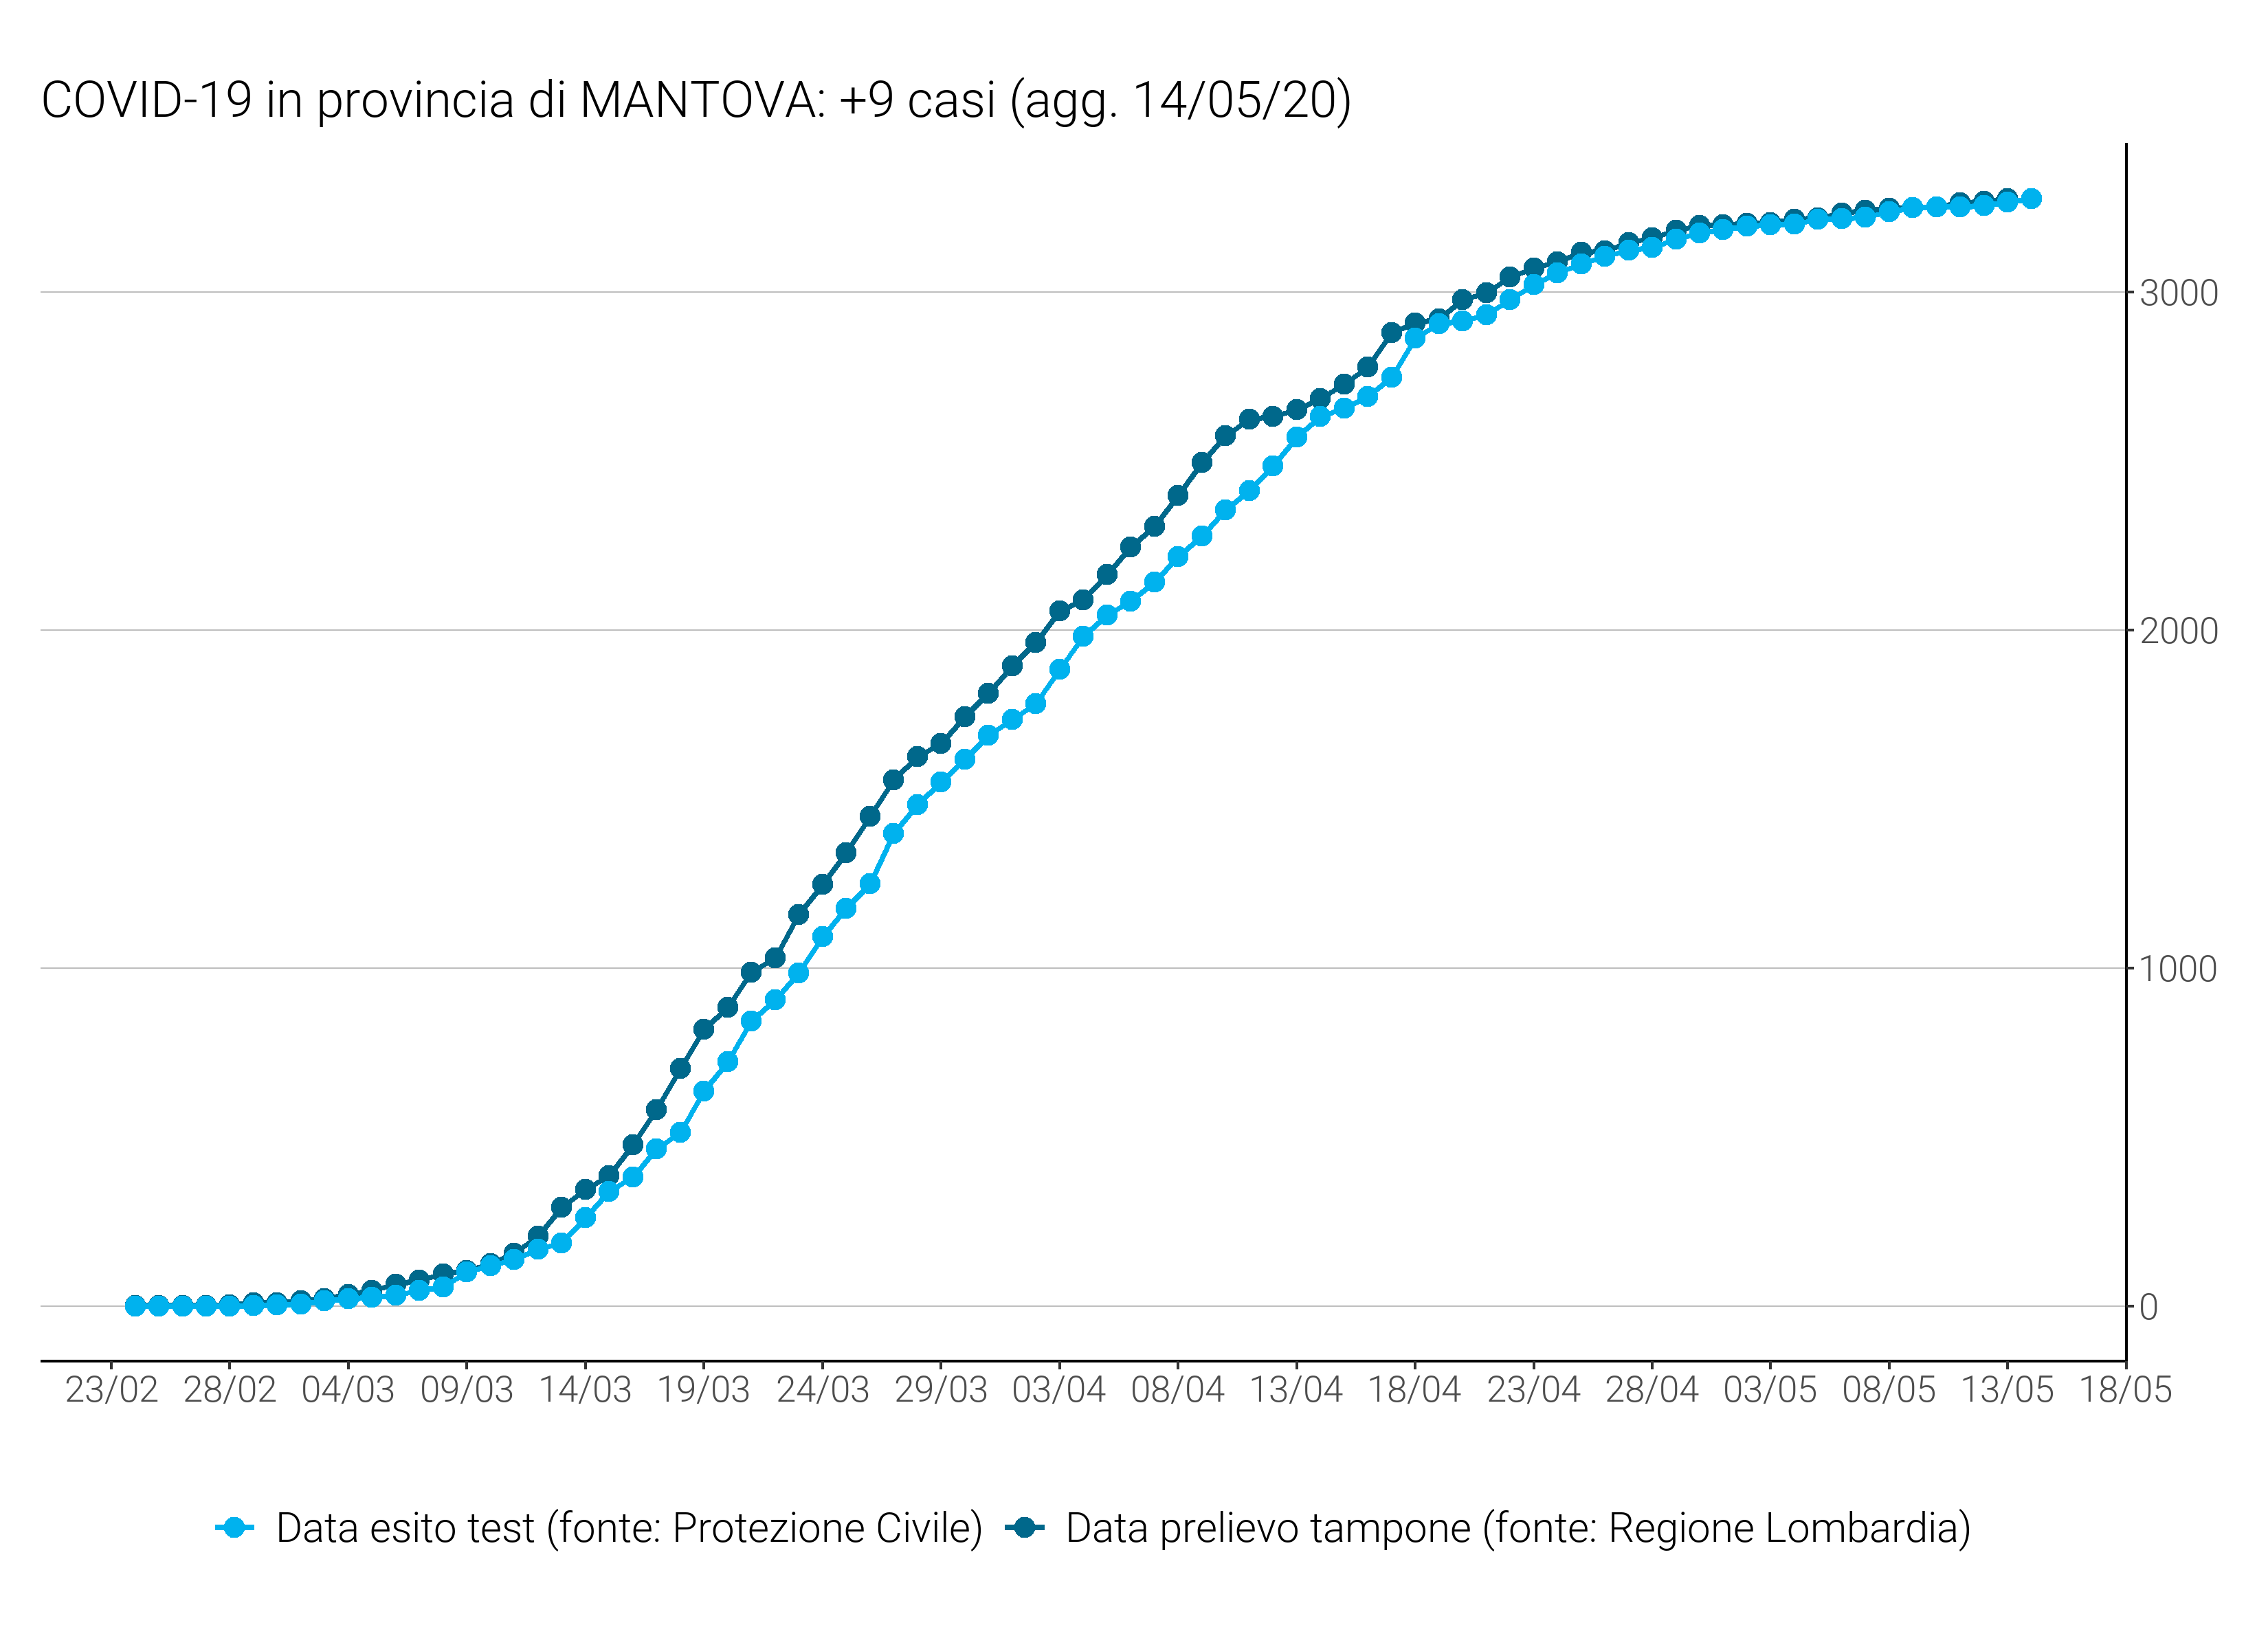 COVID-19 in provincia di MANTOVA: +9 casi (agg. 14/05/20)
3000
2000
1000
0
23/02 28/02 04/03 09/03 14/03 19/03 24/03 29/03 03/04 08/04 13/04 18/04 23/04 28/04 03/05 08/05 13/05 18/05
Data esito test (fonte: Protezione Civile) Data prelievo tampone (fonte: Regione Lombardia)